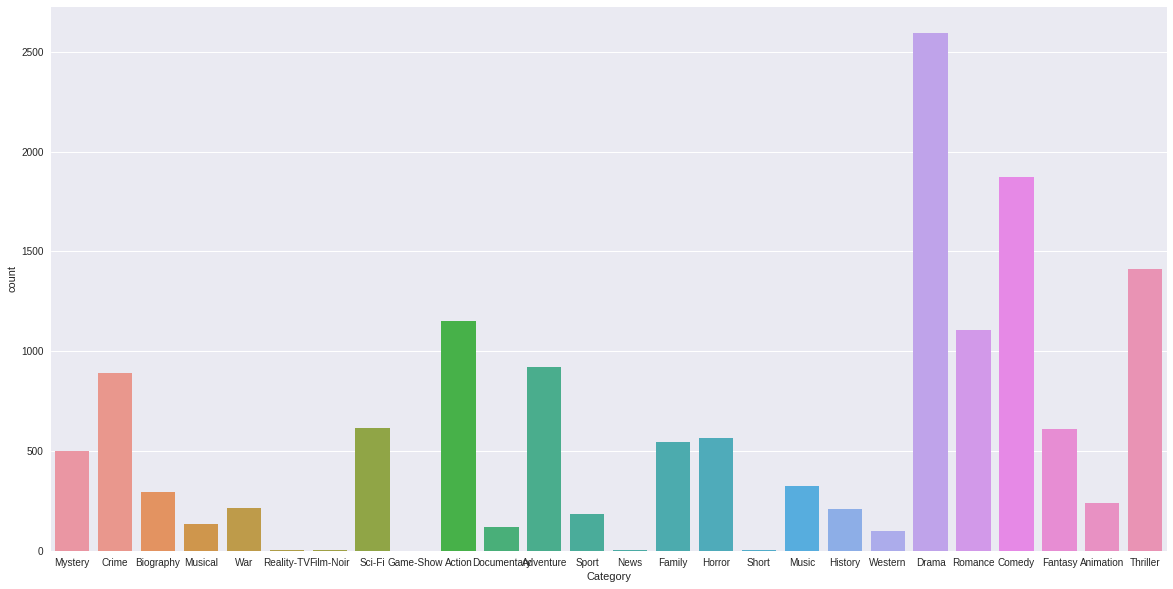 2500
2000
1500
1000
500
0
count
Mystery Crime Biography Musical War Reality-TV Film-Noir Sci-Fi Game-Show Action Documentary Adventure Sport News Family Horror Short Music History Western Drama Romance Comedy Fantasy Animation Thriller
Category